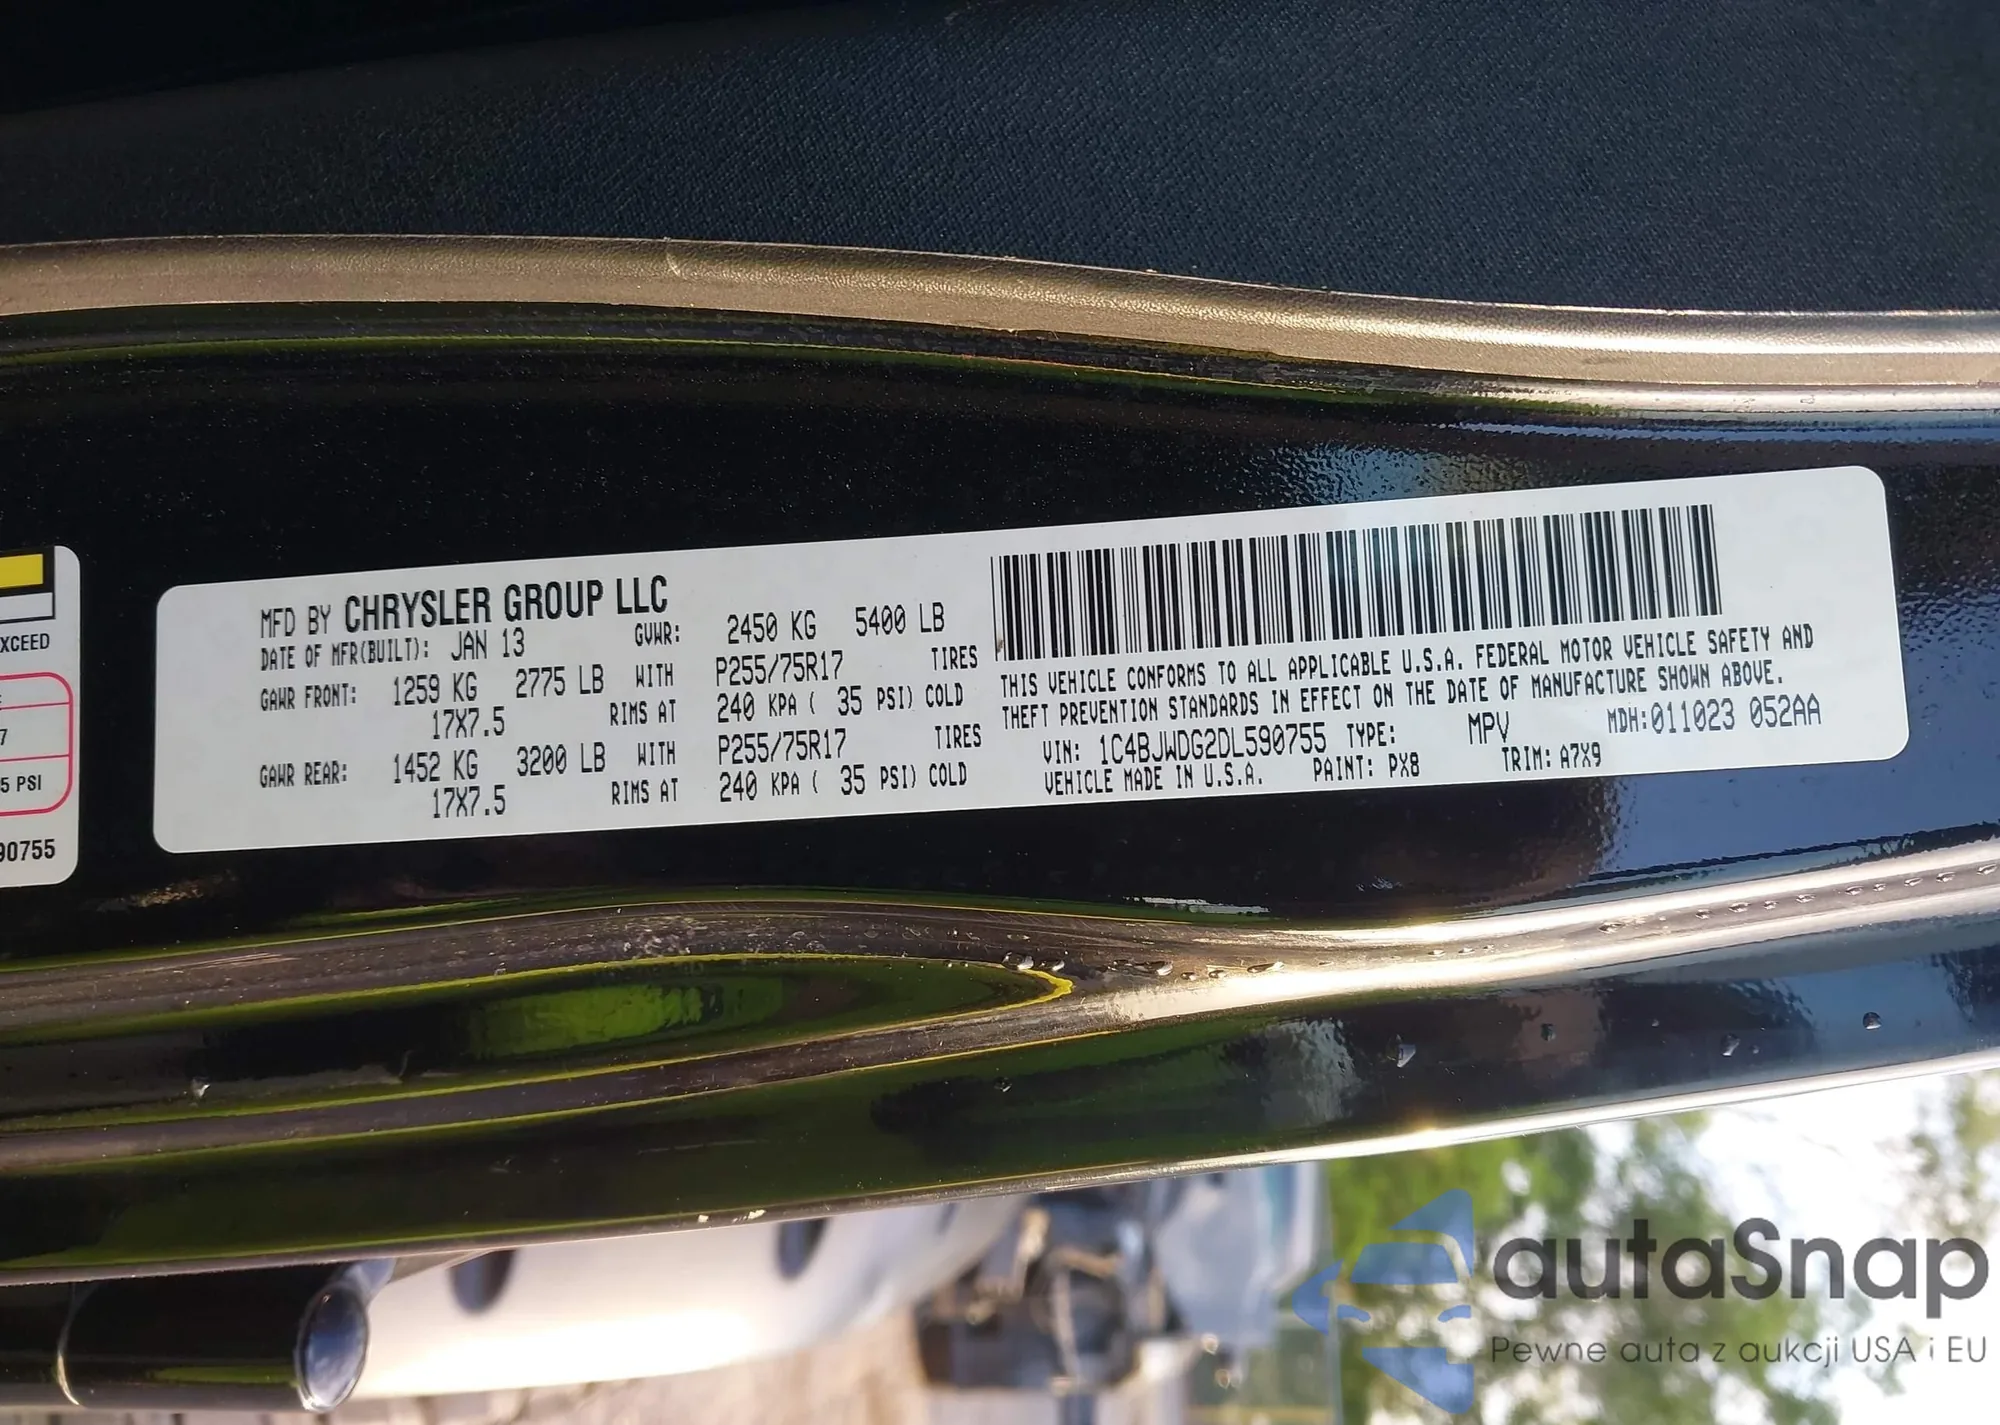 XCEED
7
5 PSI
90755
MFD BY CHRYSLER GROUP LLC
DATE OF MFR(BUILT): JAN 13 GVWR: 2450 KG 5400 LB
GAWR FRONT: 1259 KG 2775 LB WITH P255/75R17 TIRES
17X7.5 RIMS AT 240 KPA ( 35 PSI) COLD
GAWR REAR: 1452 KG 3200 LB WITH P255/75R17 TIRES
17X7.5 RIMS AT 240 KPA ( 35 PSI) COLD
THIS VEHICLE CONFORMS TO ALL APPLICABLE U.S.A. FEDERAL MOTOR VEHICLE SAFETY AND
THEFT PREVENTION STANDARDS IN EFFECT ON THE DATE OF MANUFACTURE SHOWN ABOVE.
VIN: 1C4BJWDG2DL590755 TYPE: MPV MDH:011023 052AA
VEHICLE MADE IN U.S.A. PAINT: PX8 TRIM: A7X9
autaSnap
Pewne auta z aukcji USA i EU